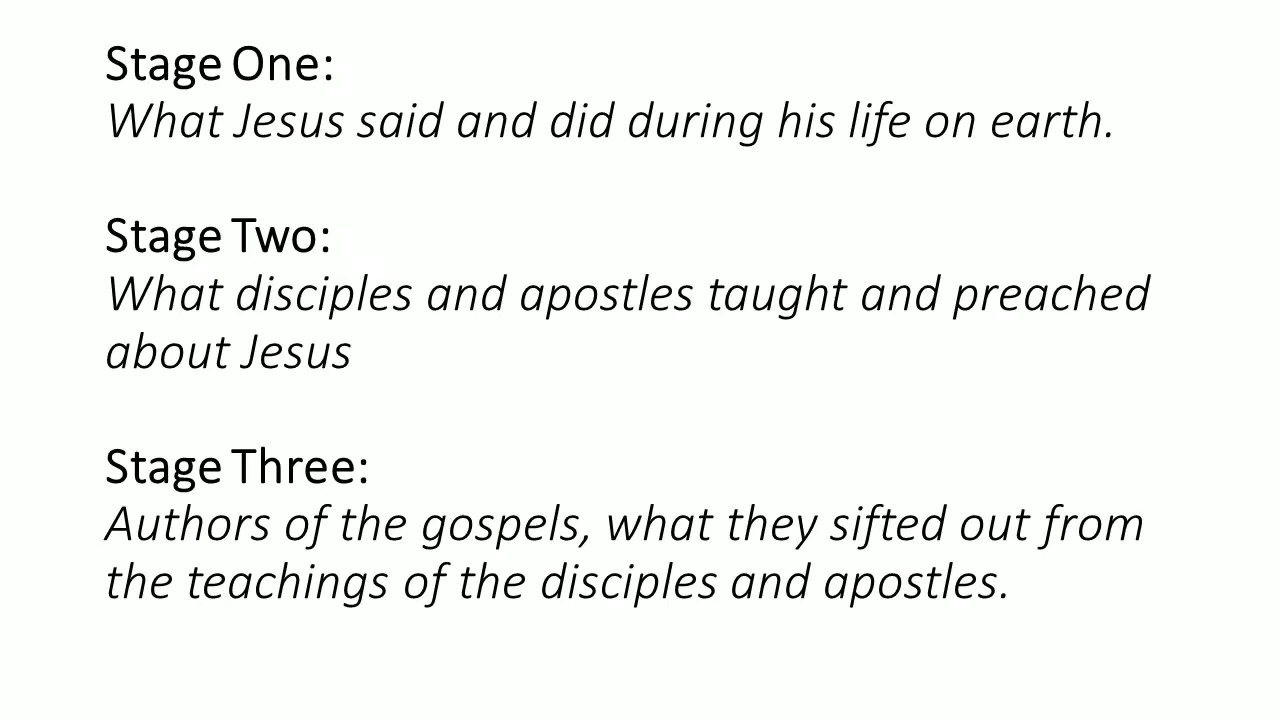 Stage One:
What Jesus said and did during his life on earth.
Stage Two:
What disciples and apostles taught and preached
about Jesus
Stage Three:
Authors of the gospels, what they sifted out from
the teachings of the disciples and apostles.